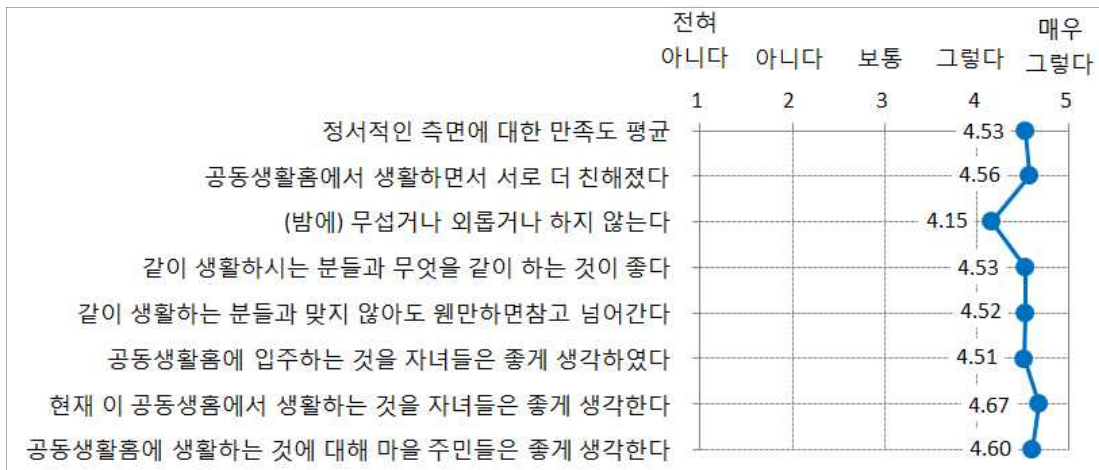 전혀 매우
아니다 아니다 보통 그렇다 그렇다
1 2 3 4 5
정서적인 측면에 대한 만족도 평균 4.53
공동생활홈에서 생활하면서 서로 더 친해졌다 4.56
(밤에) 무섭거나 외롭거나 하지 않는다 4.15
같이 생활하시는 분들과 무엇을 같이 하는 것이 좋다 4.53
같이 생활하는 분들과 맞지 않아도 웬만하면참고 넘어간다 4.52
공동생활홈에 입주하는 것을 자녀들은 좋게 생각하였다 4.51
현재 이 공동생홈에서 생활하는 것을 자녀들은 좋게 생각한다 4.67
공동생활홈에 생활하는 것에 대해 마을 주민들은 좋게 생각한다 4.60